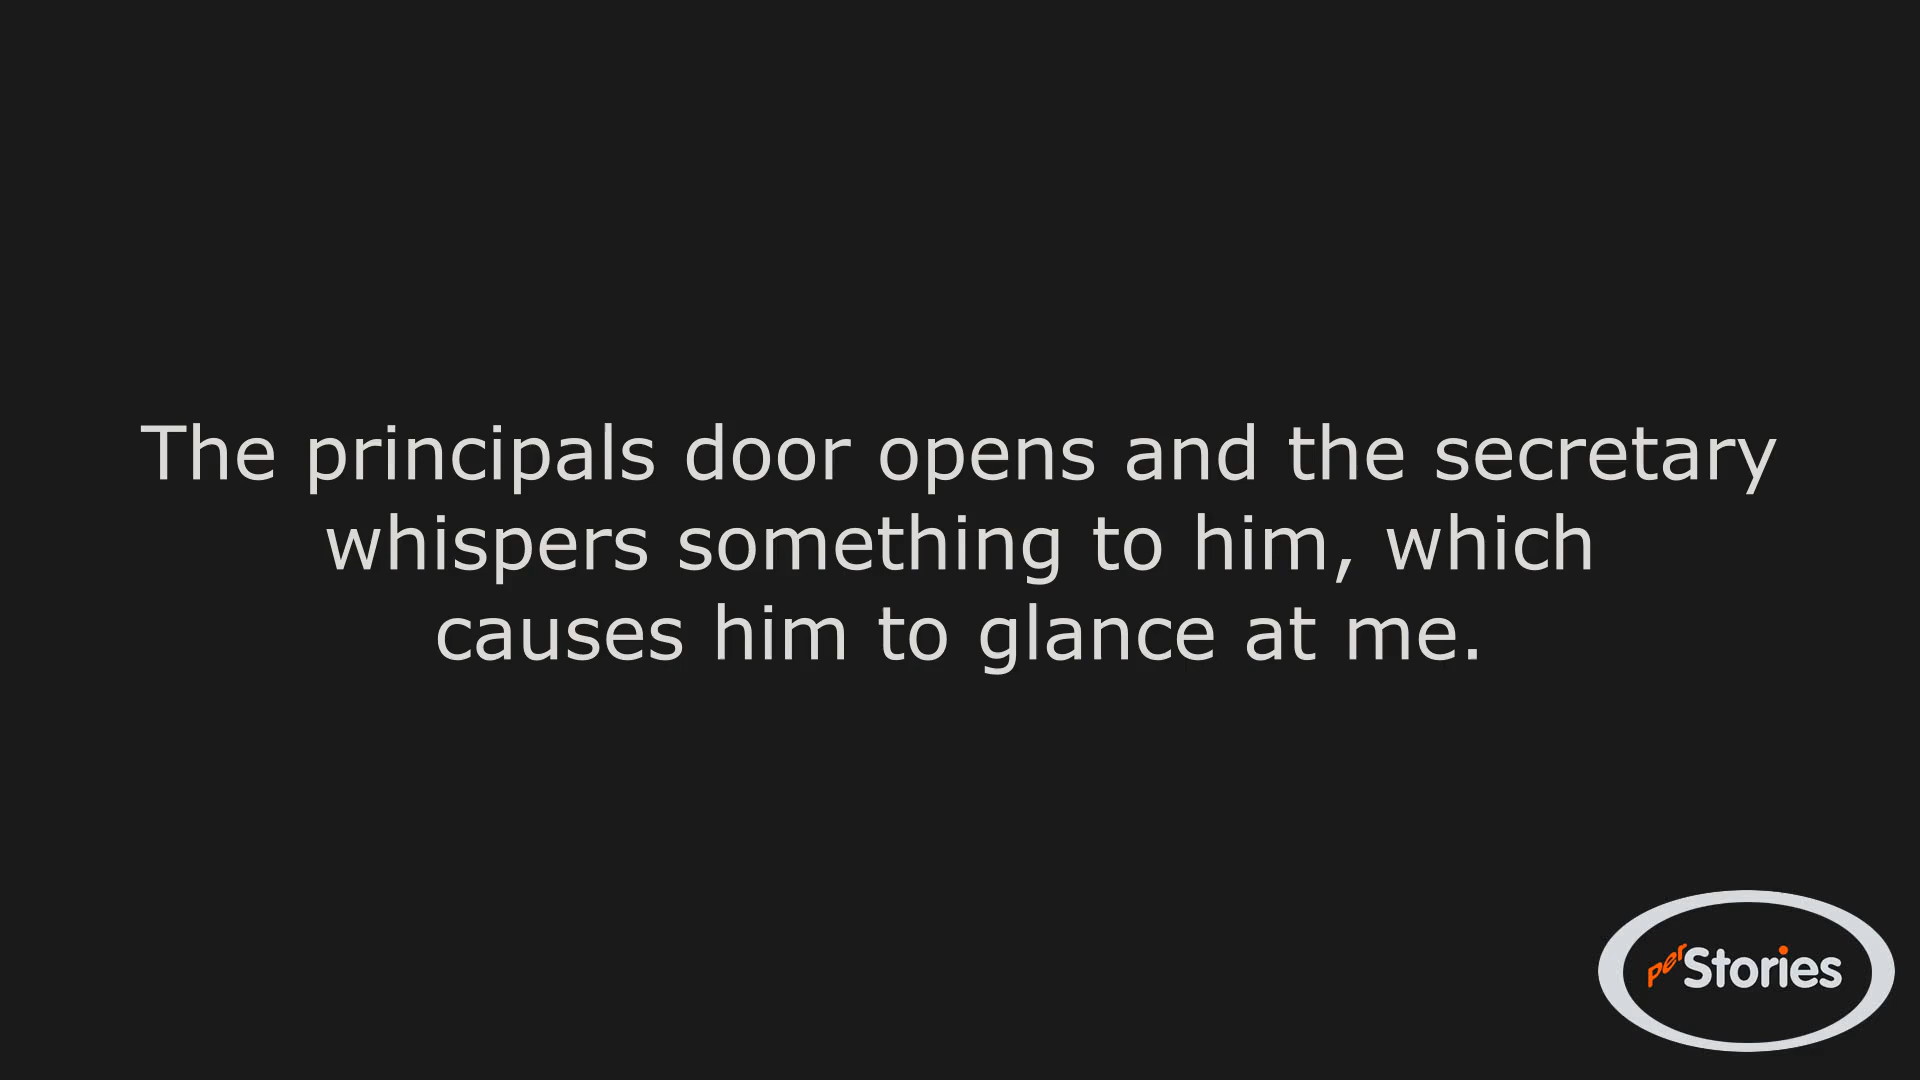 The principals door opens and the secretary
whispers something to him, which
causes him to glance at me.
perStories